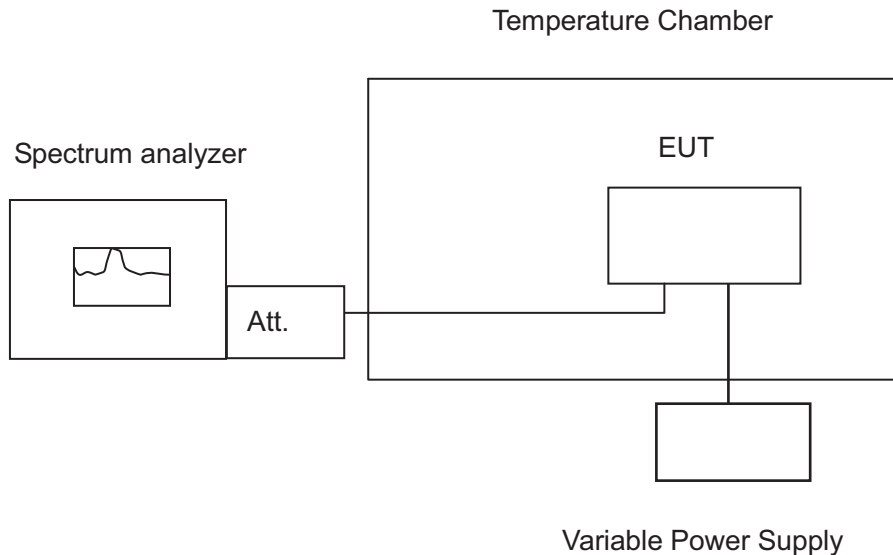 Temperature Chamber
Spectrum analyzer
EUT
Att.
Variable Power Supply